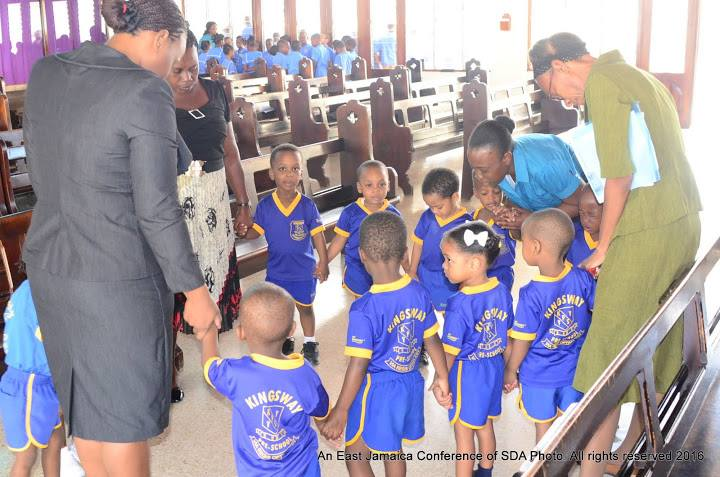 KINGSWAY
PRE-SCHOOL
KINGSWAY
PRE-SCHOOL
KINGSWAY
PRE-SCHOOL
KINGSWAY
PRE-SCHOOL
An East Jamaica Conference of SDA Photo. All rights reserved 2016.